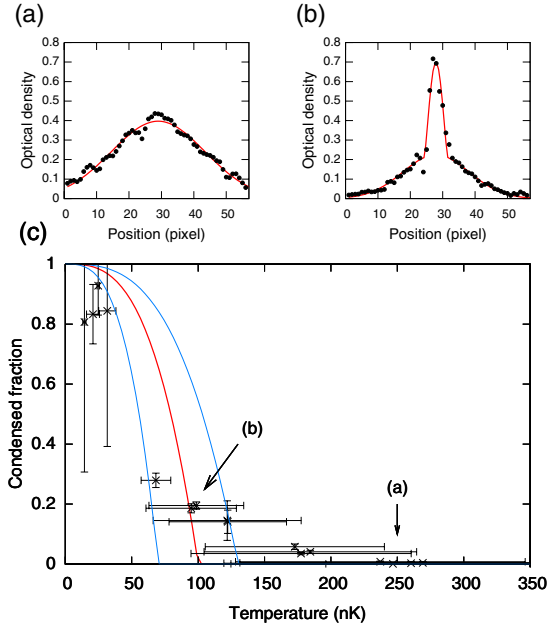 (a) (b)
0.8 0.8
0.7 0.7
0.6 0.6
0.5 0.5
0.4 0.4
0.3 0.3
0.2 0.2
0.1 0.1
0 0
Optical density Optical density
0 10 20 30 40 50 0 10 20 30 40 50
Position (pixel) Position (pixel)
(c)
1
0.8
0.6
0.4
0.2
0
Condensed fraction
(b)
(a)
0 50 100 150 200 250 300 350
Temperature (nK)